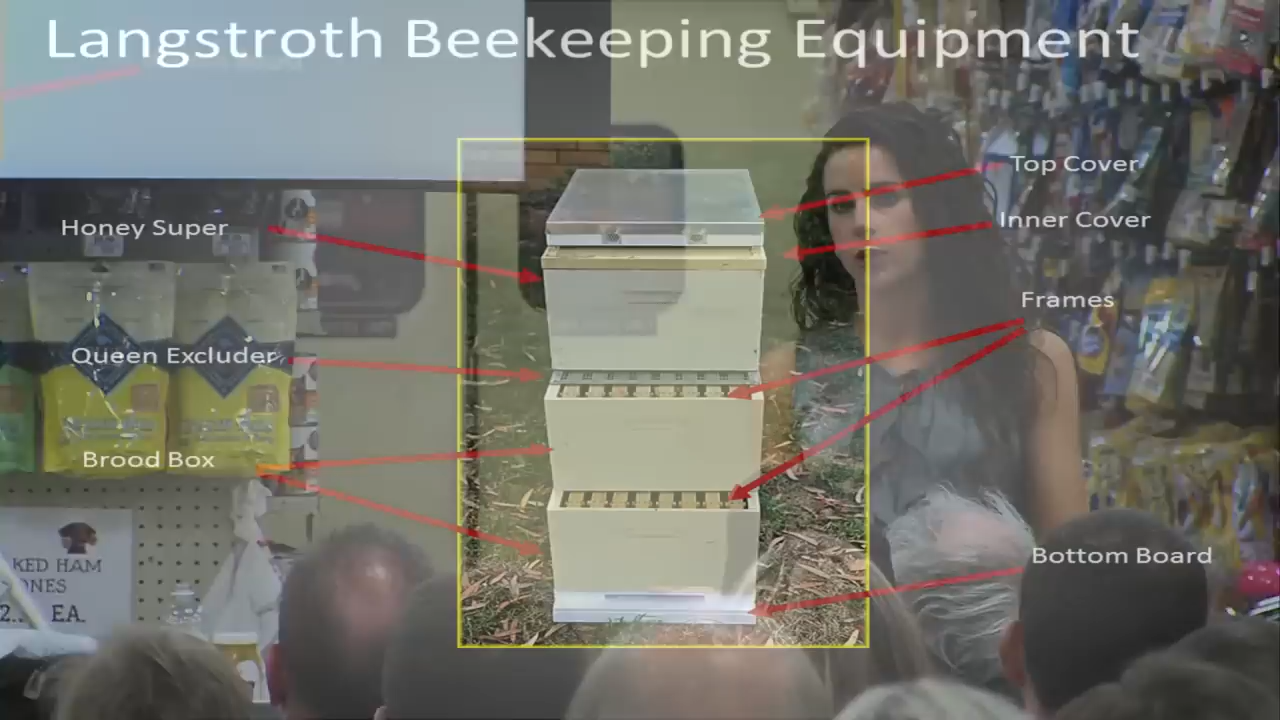 Langstroth Beekeeping Equipment
Top Cover
Honey Super
Inner Cover
Frames
Queen Excluder
Brood Box
Bottom Board
KED HAM
ONES
EA.